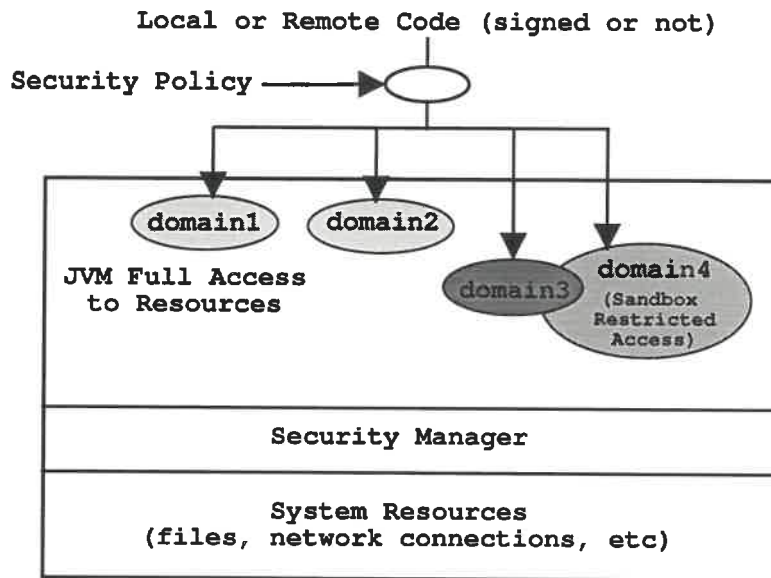 Local or Remote Code (signed or not)
Security Policy
domain1
domain2
JVM Full Access
to Resources
domain3
domain4
(Sandbox
Restricted
Access)
Security Manager
System Resources
(files, network connections, etc)